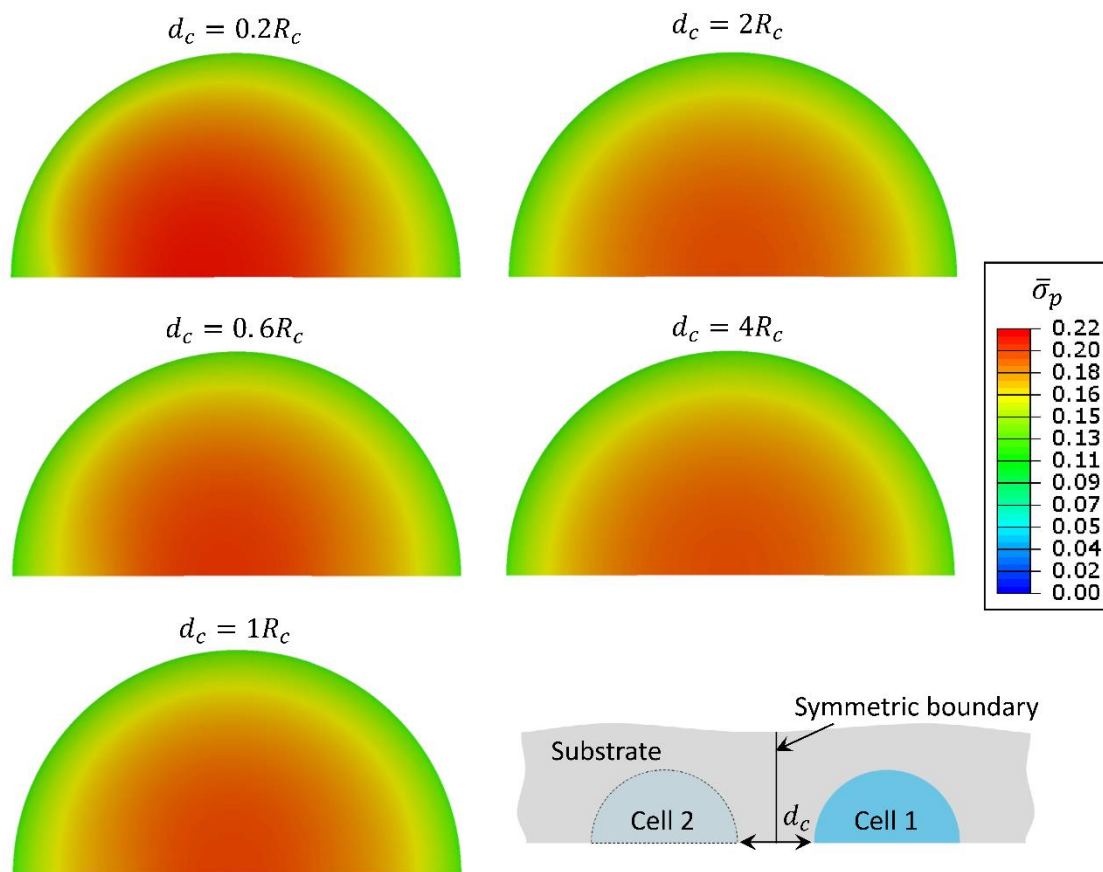 d_c = 0.2R_c
d_c = 2R_c
d_c = 0.6R_c
d_c = 4R_c
σ̄_p
0.22
0.20
0.18
0.16
0.15
0.13
0.11
0.09
0.07
0.05
0.04
0.02
0.00
d_c = 1R_c
Symmetric boundary
Substrate
Cell 2
d_c
Cell 1